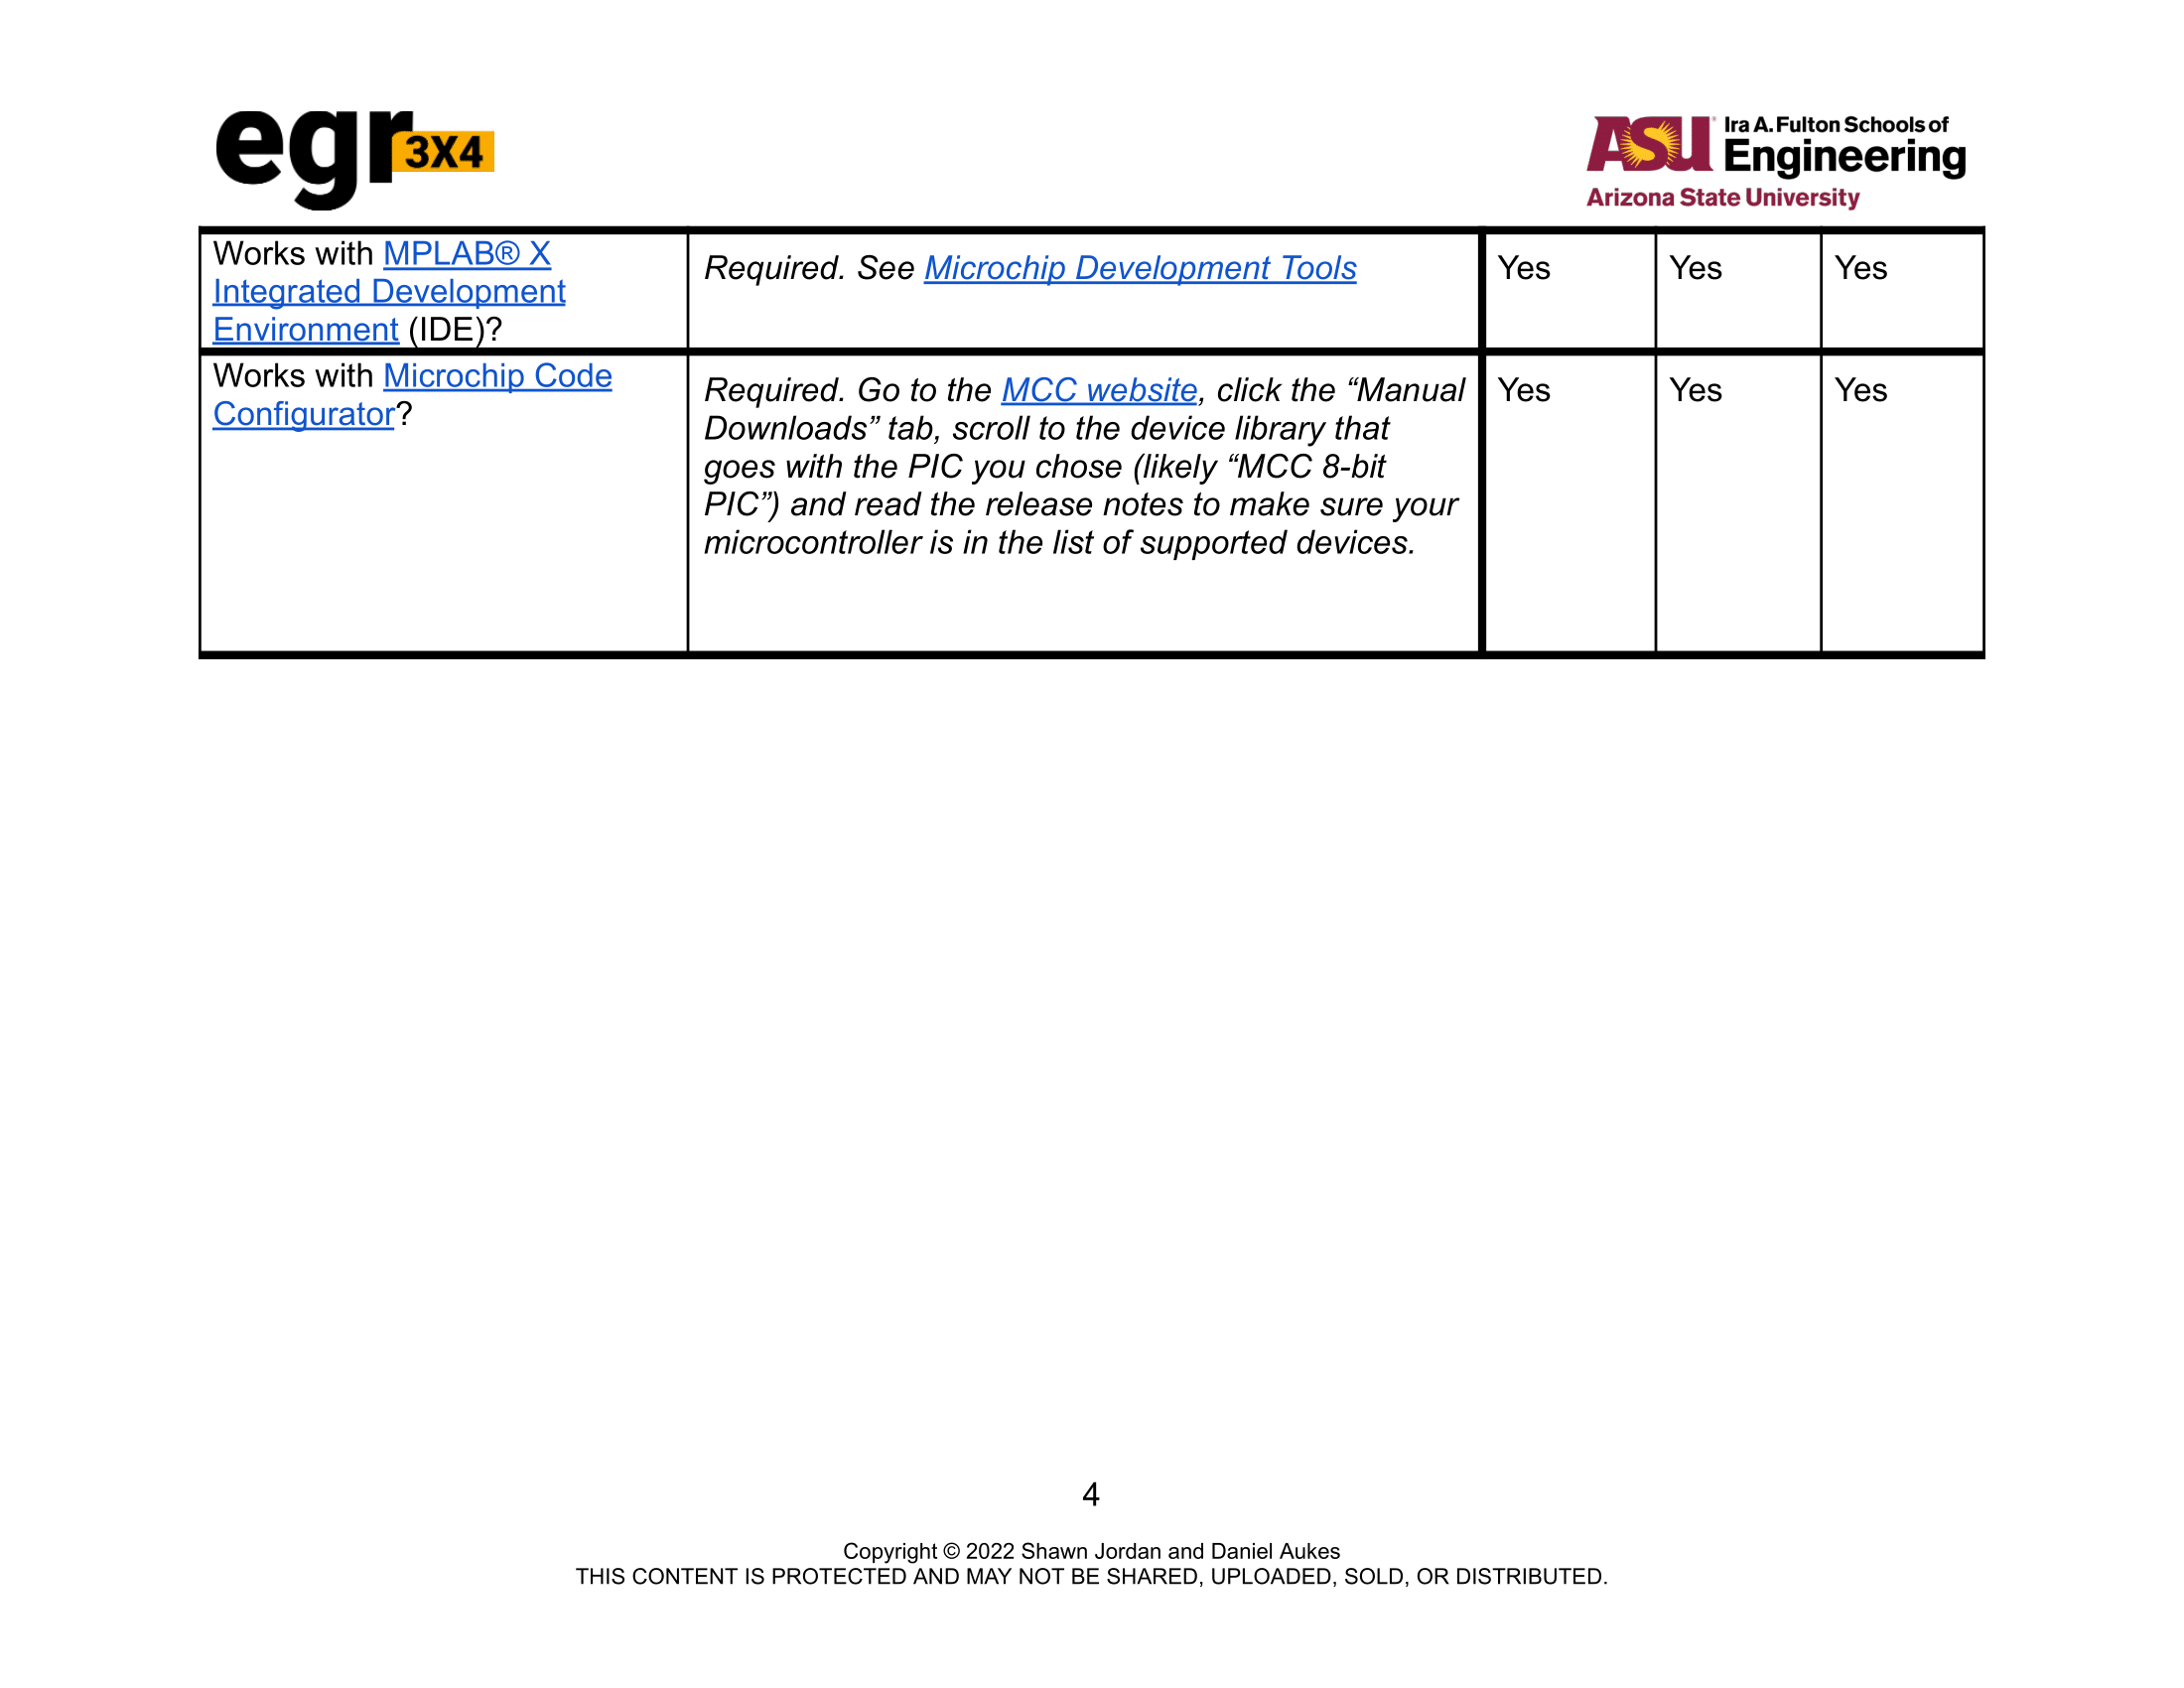 egr 3X4
ASU® Ira A. Fulton Schools of
Engineering
Arizona State University
Works with MPLAB® X
Integrated Development
Environment (IDE)?
Required. See Microchip Development Tools
Yes
Yes
Yes
Works with Microchip Code
Configurator?
Required. Go to the MCC website, click the “Manual
Downloads” tab, scroll to the device library that
goes with the PIC you chose (likely “MCC 8-bit
PIC”) and read the release notes to make sure your
microcontroller is in the list of supported devices.
Yes
Yes
Yes
4
Copyright © 2022 Shawn Jordan and Daniel Aukes
THIS CONTENT IS PROTECTED AND MAY NOT BE SHARED, UPLOADED, SOLD, OR DISTRIBUTED.